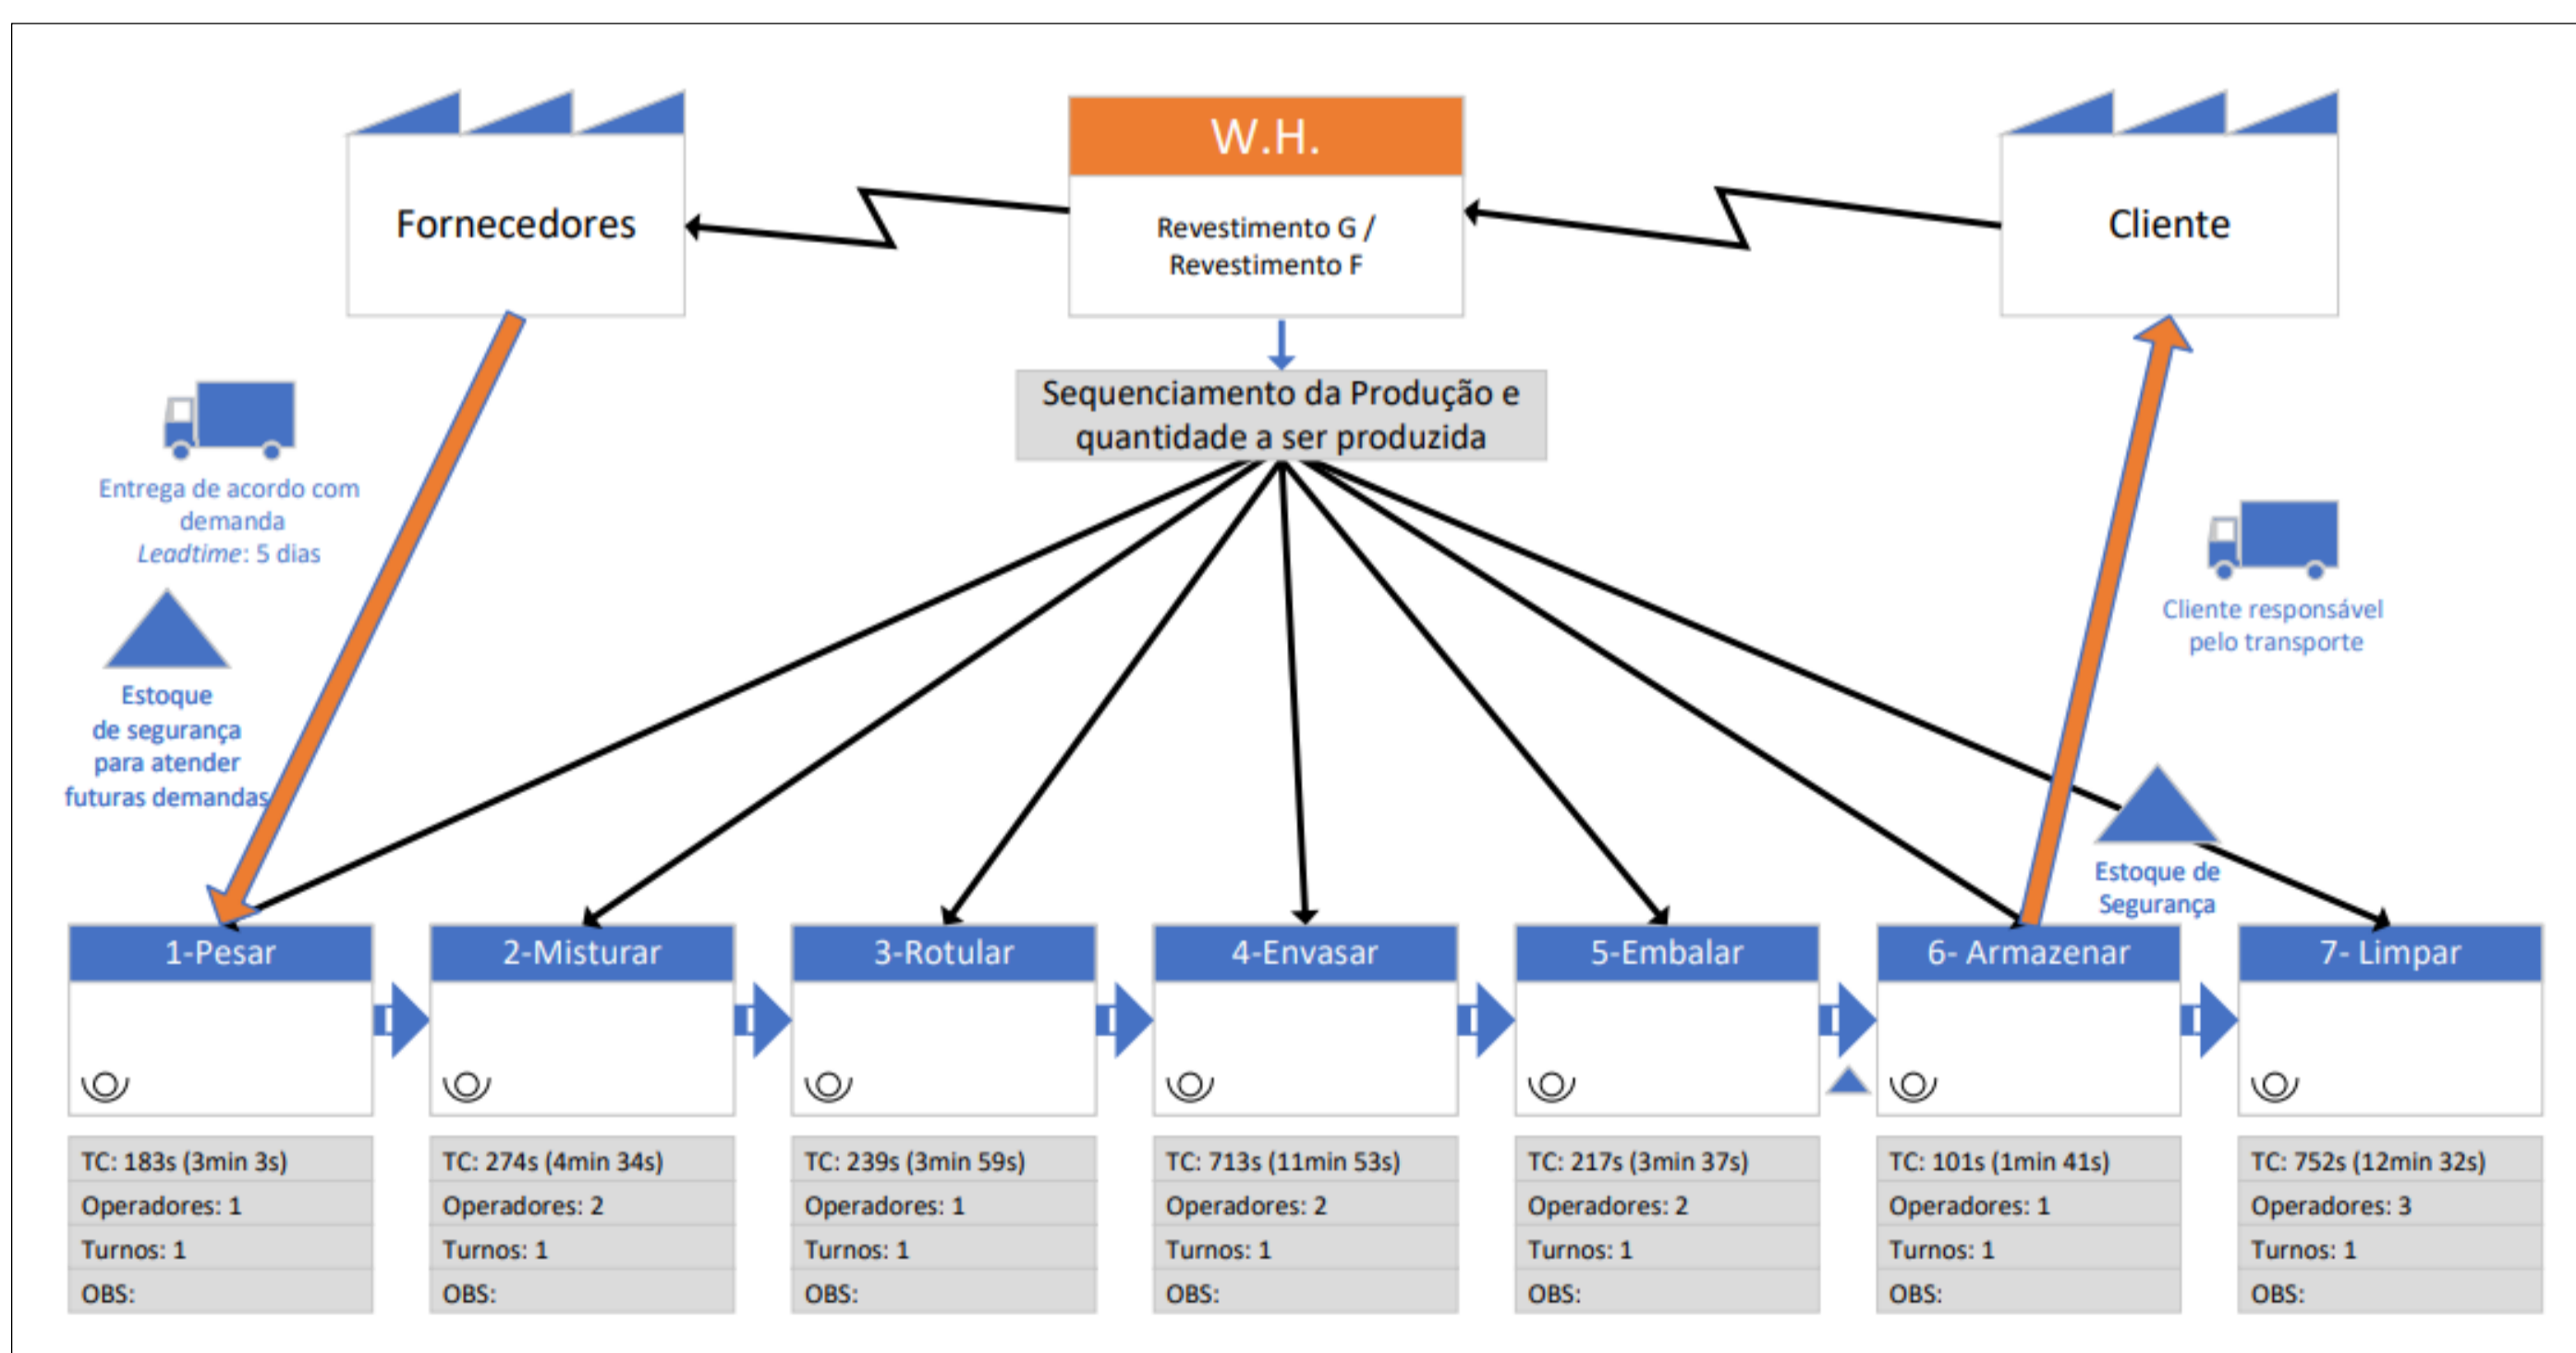 W.H.
Fornecedores
Revestimento G /
Revestimento F
Cliente
Sequenciamento da Produção e
quantidade a ser produzida
Entrega de acordo com
demanda
Leadtime: 5 dias
Estoque
de segurança
para atender
futuras demandas
Cliente responsável
pelo transporte
Estoque de
Segurança
1-Pesar
2-Misturar
3-Rotular
4-Envasar
5-Embalar
6- Armazenar
7- Limpar
TC: 183s (3min 3s)
Operadores: 1
Turnos: 1
OBS:
TC: 274s (4min 34s)
Operadores: 2
Turnos: 1
OBS:
TC: 239s (3min 59s)
Operadores: 1
Turnos: 1
OBS:
TC: 713s (11min 53s)
Operadores: 2
Turnos: 1
OBS:
TC: 217s (3min 37s)
Operadores: 2
Turnos: 1
OBS:
TC: 101s (1min 41s)
Operadores: 1
Turnos: 1
OBS:
TC: 752s (12min 32s)
Operadores: 3
Turnos: 1
OBS: